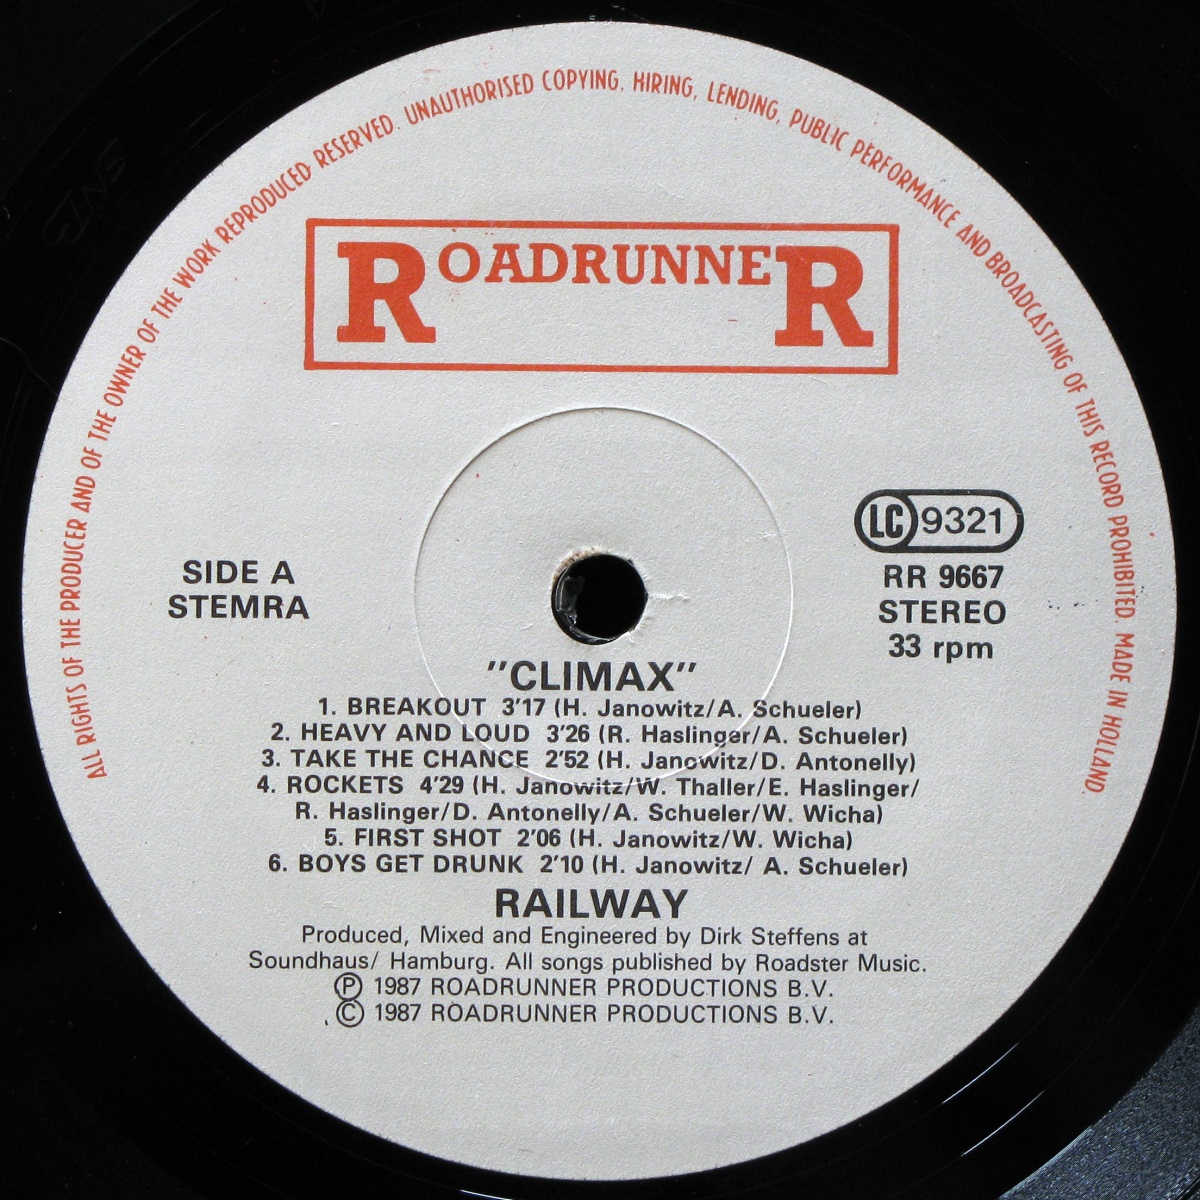 ALL RIGHTS OF THE PRODUCER AND OF THE OWNER OF THE WORK REPRODUCED RESERVED. UNAUTHORISED COPYING. HIRING, LENDING, PUBLIC PERFORMANCE AND BROADCASTING OF THIS RECORD PROHIBITED. MADE IN HOLLAND.
ROADRUNNER
LC 9321
SIDE A
STEMRA
RR 9667
STEREO
33 rpm
"CLIMAX"
1. BREAKOUT 3'17 (H. Janowitz/A. Schueler)
2. HEAVY AND LOUD 3'26 (R. Haslinger/A. Schueler)
3. TAKE THE CHANCE 2'52 (H. Janowitz/D. Antonelly)
4. ROCKETS 4'29 (H. Janowitz/W. Thaller/E. Haslinger/
R. Haslinger/D. Antonelly/A. Schueler/W. Wicha)
5. FIRST SHOT 2'06 (H. Janowitz/W. Wicha)
6. BOYS GET DRUNK 2'10 (H. Janowitz/ A. Schueler)
RAILWAY
Produced, Mixed and Engineered by Dirk Steffens at
Soundhaus/ Hamburg. All songs published by Roadster Music.
Ⓟ 1987 ROADRUNNER PRODUCTIONS B.V.
© 1987 ROADRUNNER PRODUCTIONS B.V.